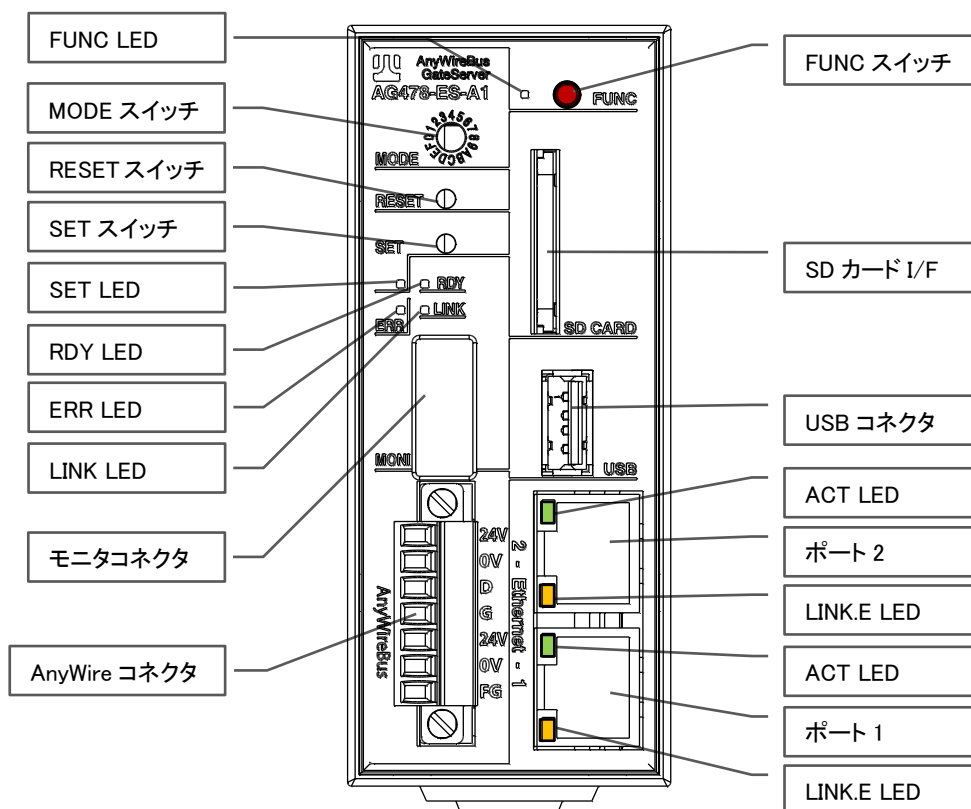 FUNC LED
MODE スイッチ
RESET スイッチ
SET スイッチ
SET LED
RDY LED
ERR LED
LINK LED
モニタコネクタ
AnyWire コネクタ
AnyWireBus
GateServer
AG478-ES-A1
FUNC
0123456789ABCDEF
MODE
RESET
SET
RDY
ERR
LINK
SD CARD
MONI
USB
24V
0V
D
G
24V
0V
FG
AnyWireBus
2 - Ethernet - 1
FUNC スイッチ
SD カード I/F
USB コネクタ
ACT LED
ポート 2
LINK.E LED
ACT LED
ポート 1
LINK.E LED